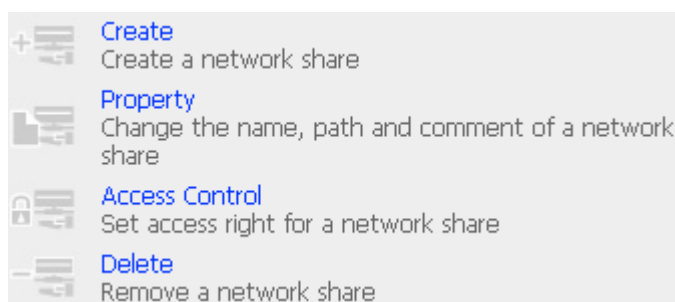 Create
Create a network share
Property
Change the name, path and comment of a network
share
Access Control
Set access right for a network share
Delete
Remove a network share